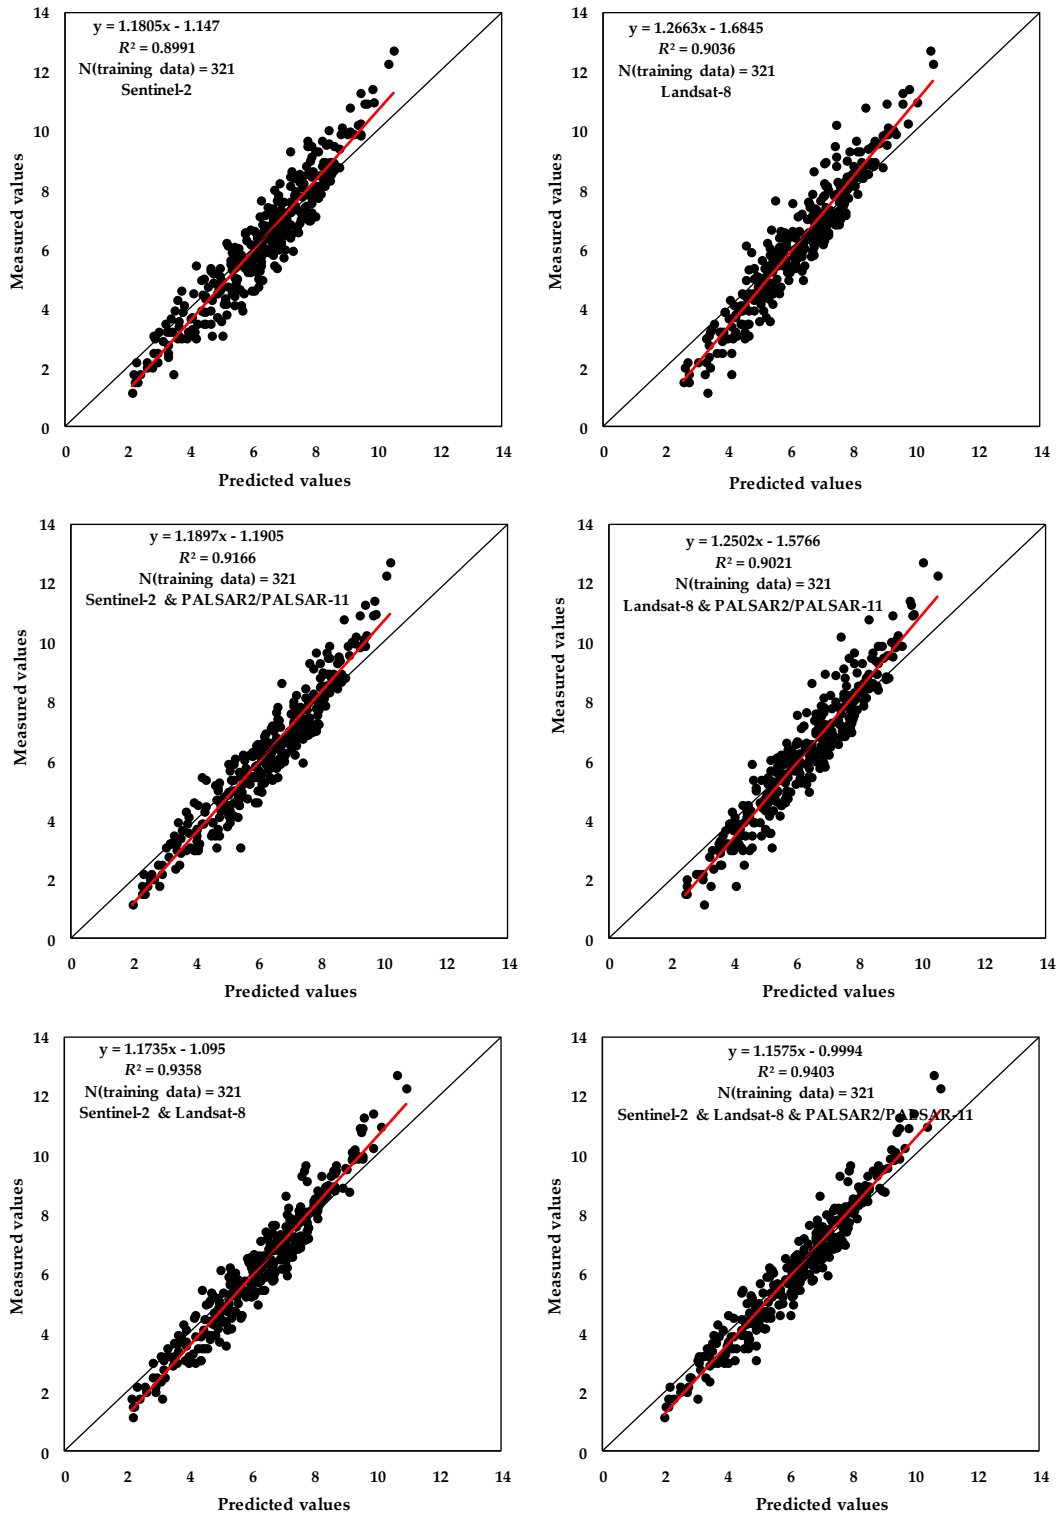 y = 1.1805x - 1.147
R² = 0.8991
N(training data) = 321
Sentinel-2
14
12
10
8
6
4
2
0
Measured values
0 2 4 6 8 10 12 14
Predicted values
y = 1.2663x - 1.6845
R² = 0.9036
N(training data) = 321
Landsat-8
14
12
10
8
6
4
2
0
Measured values
0 2 4 6 8 10 12 14
Predicted values
y = 1.1897x - 1.1905
R² = 0.9166
N(training data) = 321
Sentinel-2 & PALSAR2/PALSAR-11
14
12
10
8
6
4
2
0
Measured values
0 2 4 6 8 10 12 14
Predicted values
y = 1.2502x - 1.5766
R² = 0.9021
N(training data) = 321
Landsat-8 & PALSAR2/PALSAR-11
14
12
10
8
6
4
2
0
Measured values
0 2 4 6 8 10 12 14
Predicted values
y = 1.1735x - 1.095
R² = 0.9358
N(training data) = 321
Sentinel-2 & Landsat-8
14
12
10
8
6
4
2
0
Measured values
0 2 4 6 8 10 12 14
Predicted values
y = 1.1575x - 0.9994
R² = 0.9403
N(training data) = 321
Sentinel-2 & Landsat-8 & PALSAR2/PALSAR-11
14
12
10
8
6
4
2
0
Measured values
0 2 4 6 8 10 12 14
Predicted values